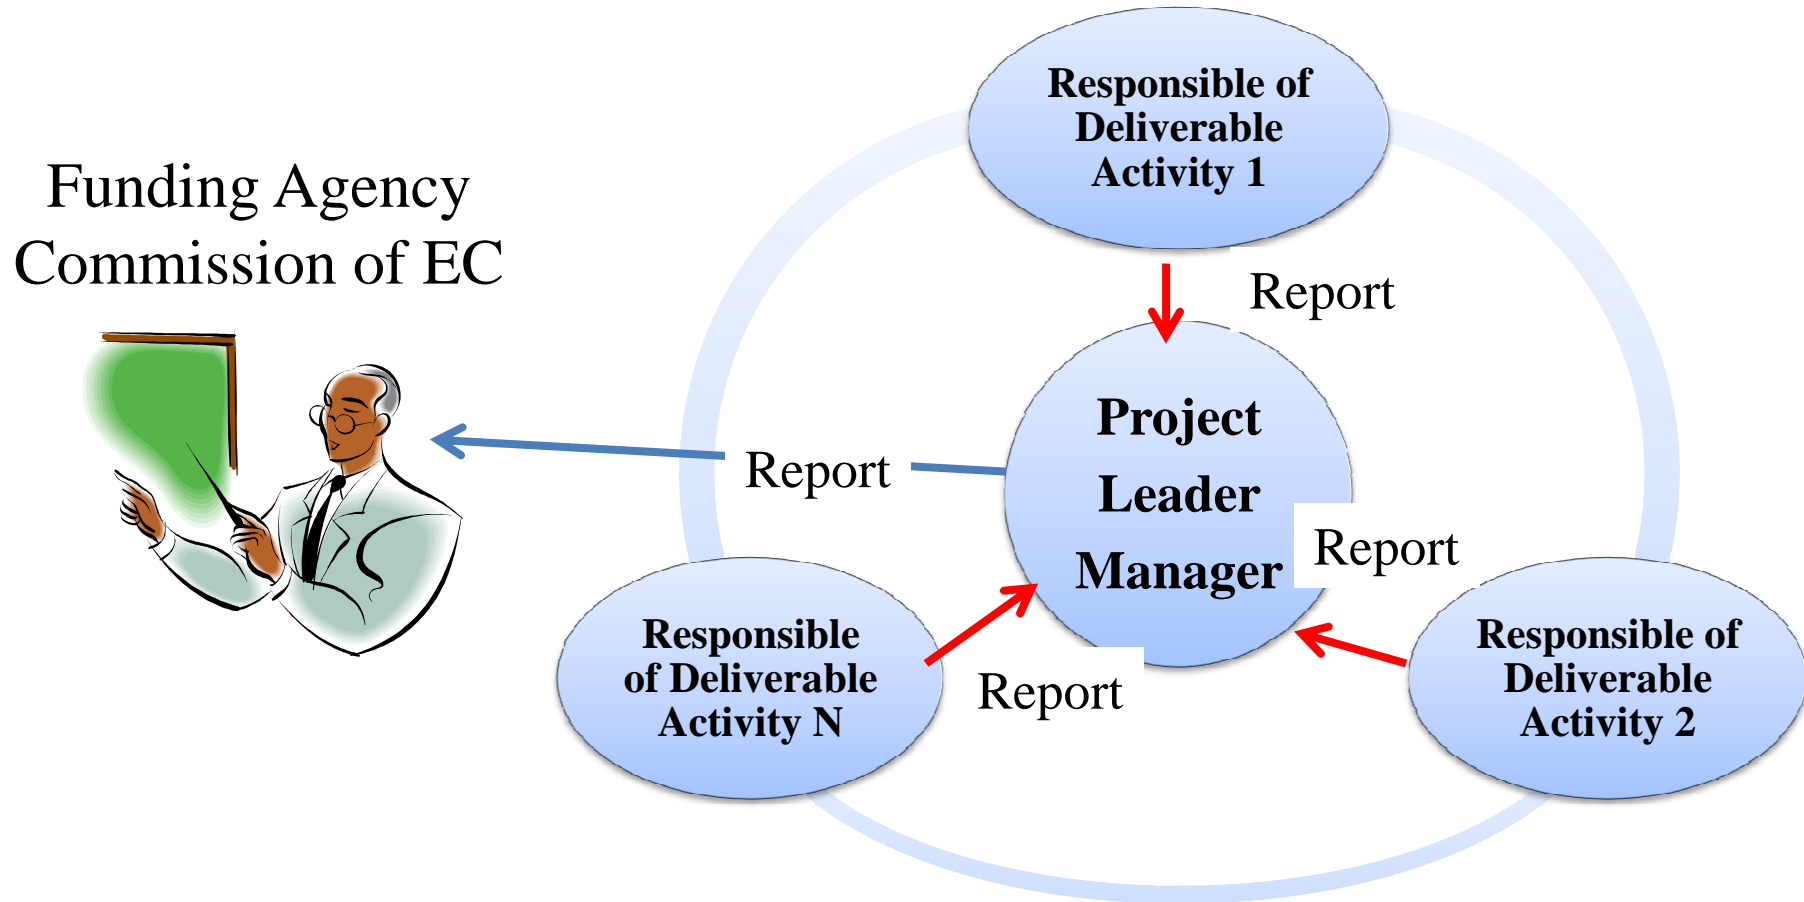 Funding Agency
Commission of EC
Responsible of
Deliverable
Activity 1
Report
Project
Leader
Manager
Report
Report
Responsible
of Deliverable
Activity N
Report
Responsible of
Deliverable
Activity 2